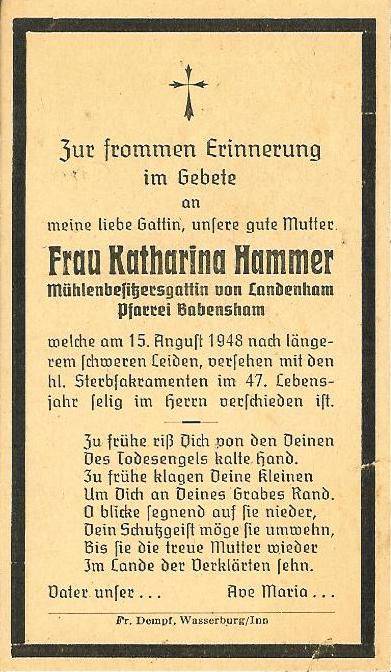 Zur frommen Erinnerung
im Gebete
an
meine liebe Gattin, unsere gute Mutter
Frau Katharina Hammer
Mühlenbesitzersgattin von Landenham
Pfarrei Babensham
welche am 15. August 1948 nach länge-
rem schweren Leiden, versehen mit den
hl. Sterbsakramenten im 47. Lebens-
jahr selig im Herrn verschieden ist.
Zu frühe riß Dich von den Deinen
Des Todesengels kalte Hand.
Zu frühe klagen Deine Kleinen
Um Dich an Deines Grabes Rand.
O blicke segnend auf sie nieder,
Dein Schutzgeist möge sie umwehn,
Bis sie die treue Mutter wieder
Im Lande der Verklärten sehn.
Vater unser . . . Ave Maria . . .
Fr. Dempf, Wasserburg/Inn